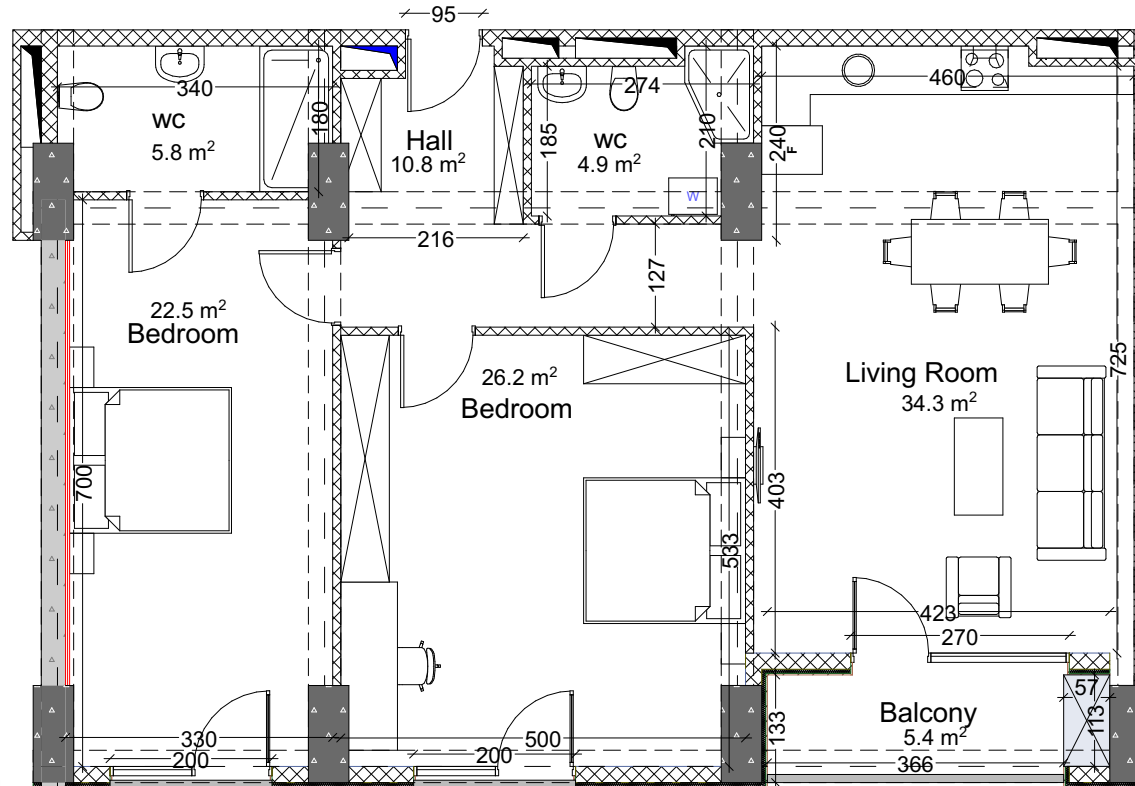 95
340
274
460
wc
5.8 m²
180
Hall
10.8 m²
185
wc
4.9 m²
210
240
F
W
216
127
22.5 m²
Bedroom
26.2 m²
Bedroom
Living Room
34.3 m²
725
700
403
533
423
270
57
113
133
Balcony
5.4 m²
366
330
200
500
200